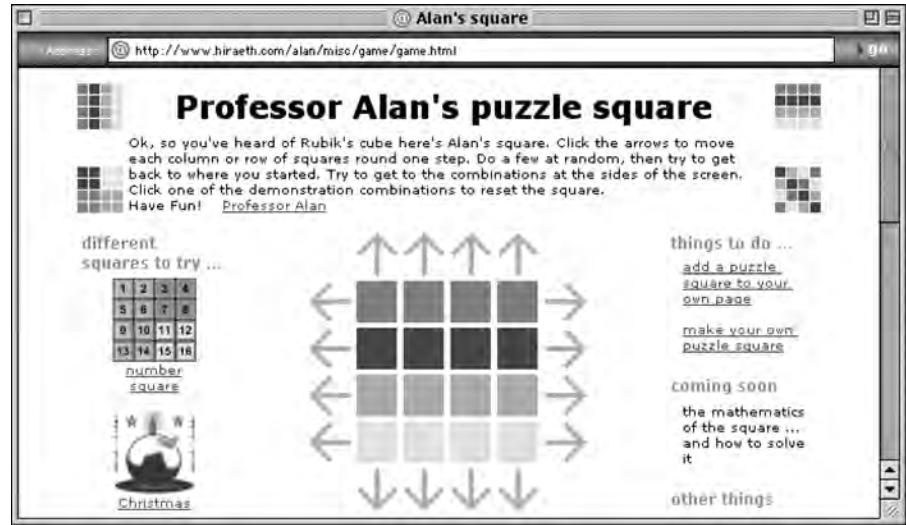 Alan's square
Address
http://www.hiraeth.com/alan/misc/game/game.html
go
Professor Alan's puzzle square
Ok, so you've heard of Rubik's cube here's Alan's square. Click the arrows to move
each column or row of squares round one step. Do a few at random, then try to get
back to where you started. Try to get to the combinations at the sides of the screen.
Click one of the demonstration combinations to reset the square.
Have Fun! Professor Alan
different
squares to try ...
1 2 3 4
5 6 7 8
9 10 11 12
13 14 15 16
number
square
Christmas
things to do ...
add a puzzle
square to your
own page
make your own
puzzle square
coming soon
the mathematics
of the square ...
and how to solve
it
other things